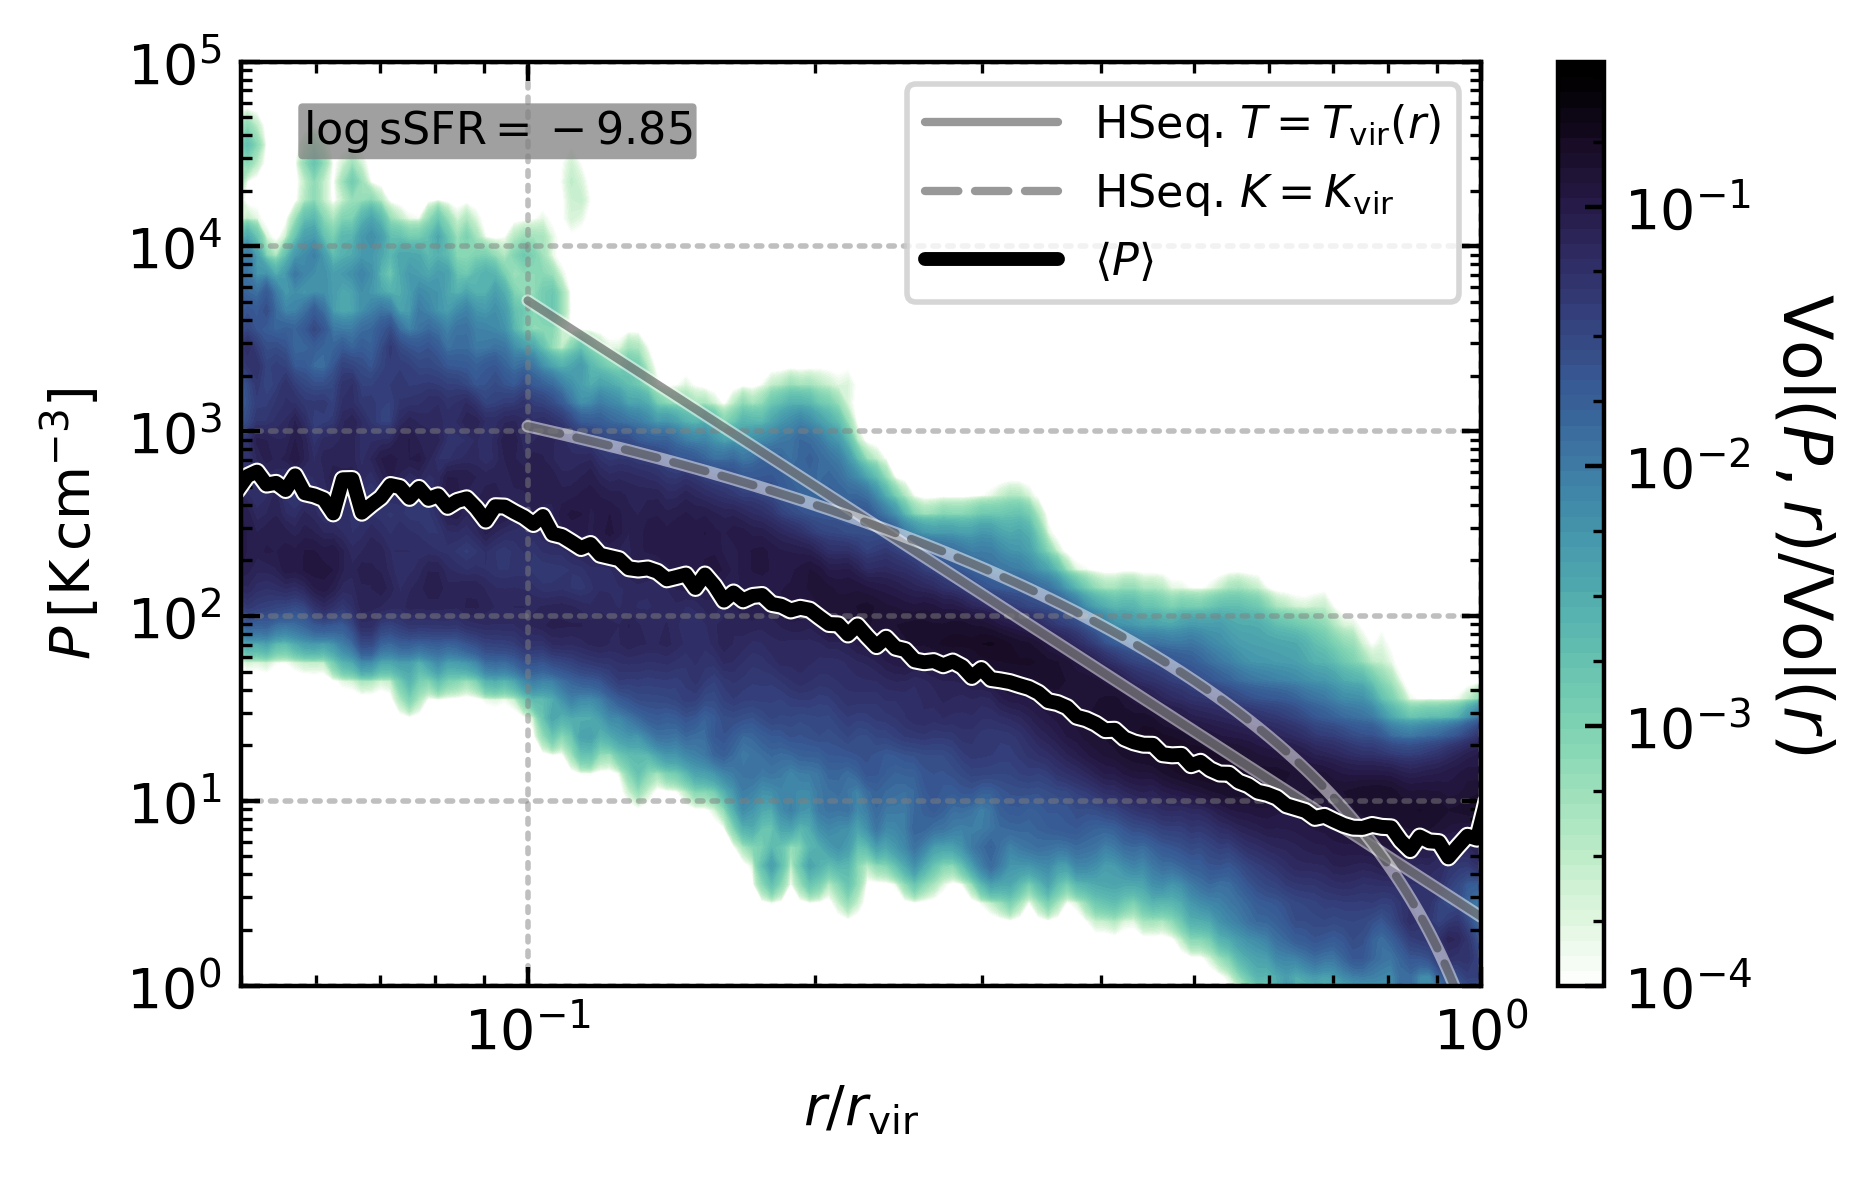 log sSFR = −9.85
HSeq. T = T_vir(r)
HSeq. K = K_vir
⟨P⟩
10^5
10^4
10^3
10^2
10^1
10^0
P [K cm^−3]
10^−1
10^0
r/r_vir
10^−1
10^−2
10^−3
10^−4
Vol(P, r)/Vol(r)